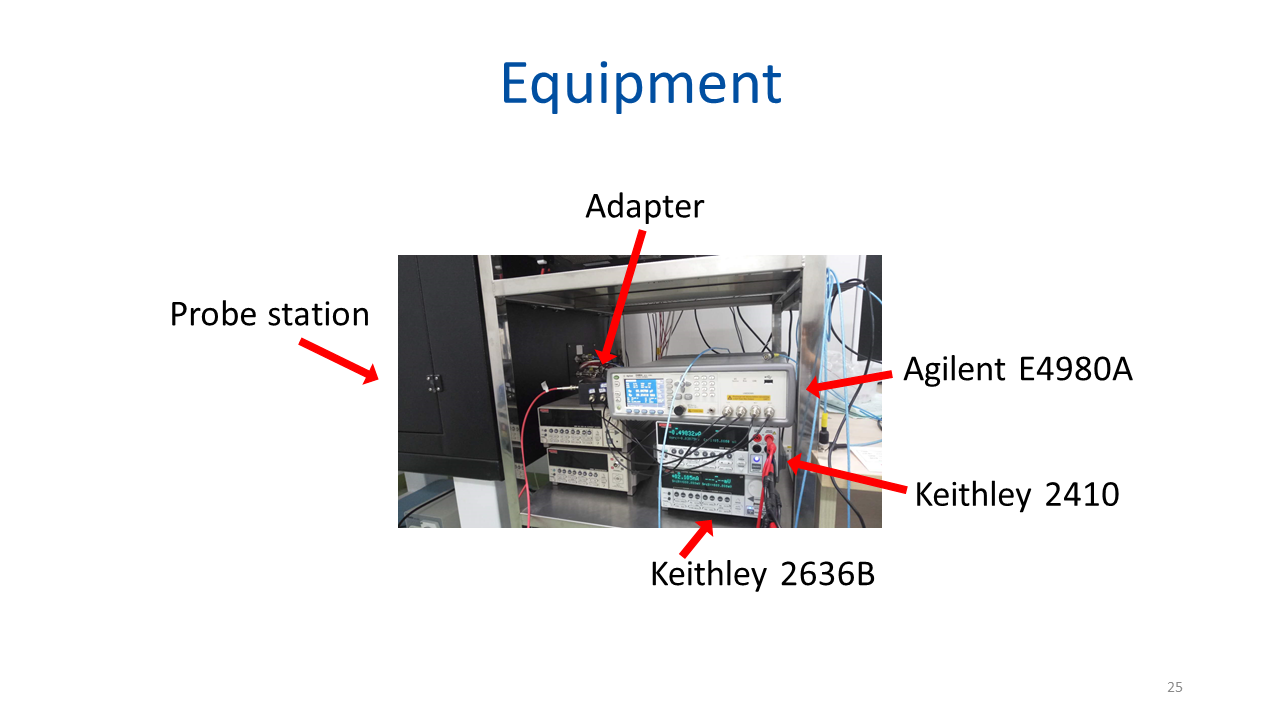 Equipment
Adapter
Probe station
Agilent E4980A
Keithley 2410
Keithley 2636B
25